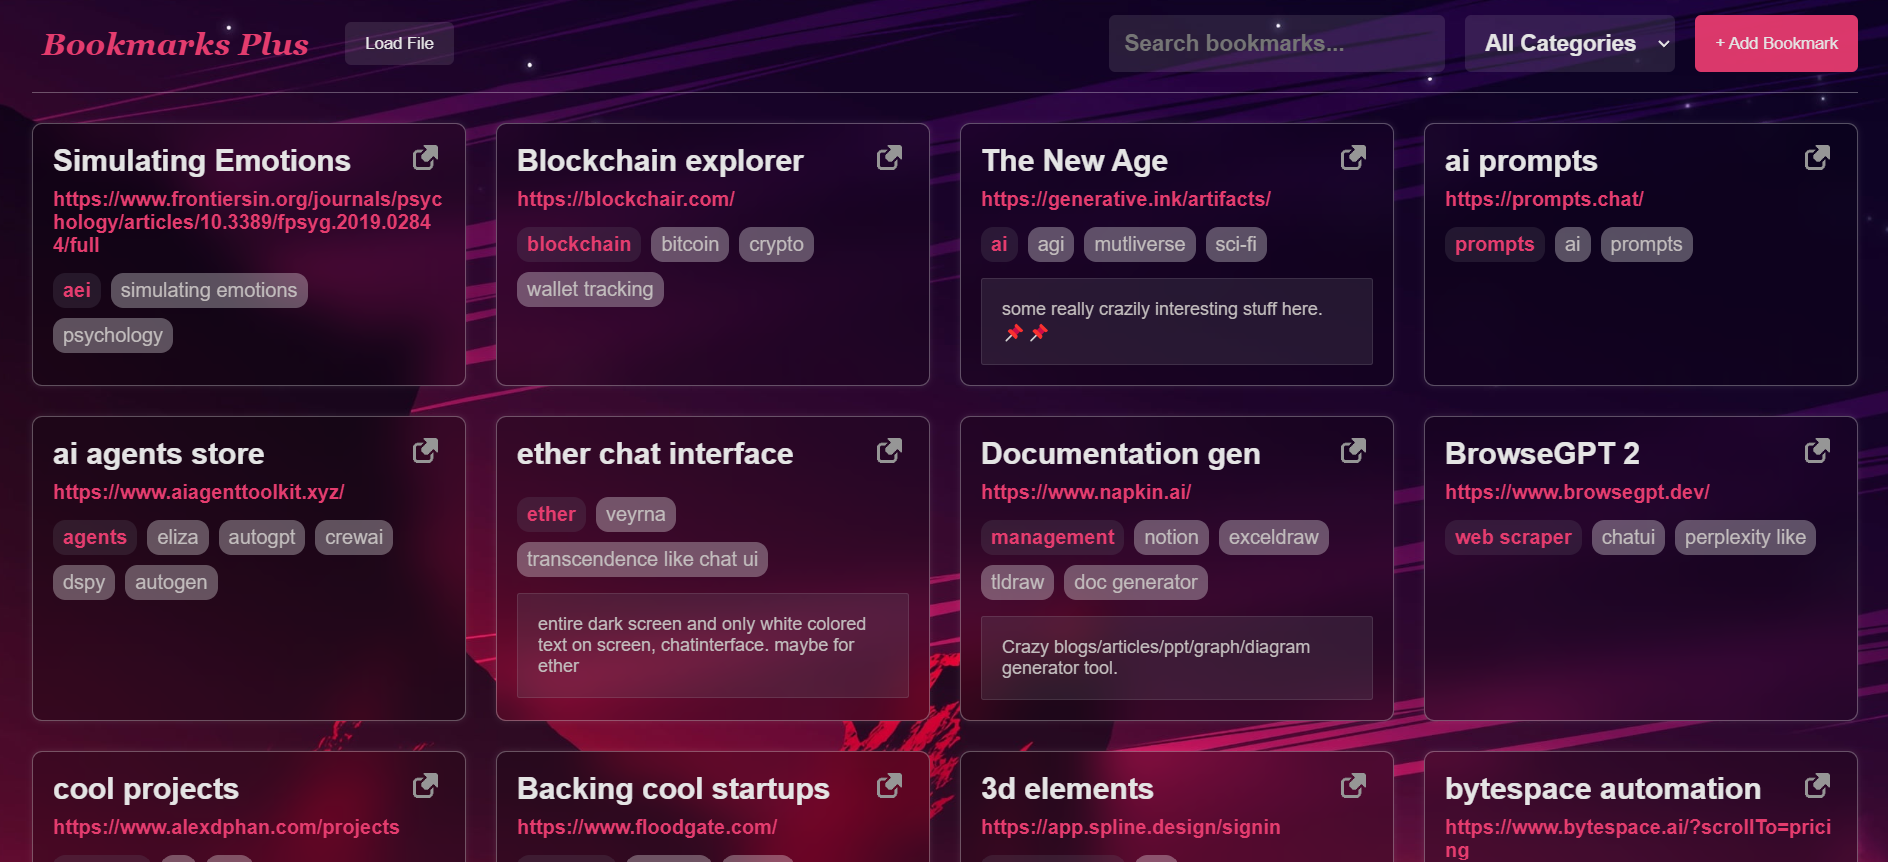 Bookmarks Plus
Load File
Search bookmarks...
All Categories
+ Add Bookmark
Simulating Emotions
https://www.frontiersin.org/journals/psyc
hology/articles/10.3389/fpsyg.2019.0284
4/full
aei simulating emotions
psychology
Blockchain explorer
https://blockchair.com/
blockchain bitcoin crypto
wallet tracking
The New Age
https://generative.ink/artifacts/
ai agi mutliverse sci-fi
some really crazily interesting stuff here.
📌📌
ai prompts
https://prompts.chat/
prompts ai prompts
ai agents store
https://www.aiagenttoolkit.xyz/
agents eliza autogpt crewai
dspy autogen
ether chat interface
ether veyrna
transcendence like chat ui
entire dark screen and only white colored
text on screen, chatinterface. maybe for
ether
Documentation gen
https://www.napkin.ai/
management notion exceldraw
tldraw doc generator
Crazy blogs/articles/ppt/graph/diagram
generator tool.
BrowseGPT 2
https://www.browsegpt.dev/
web scraper chatui perplexity like
cool projects
https://www.alexdphan.com/projects
Backing cool startups
https://www.floodgate.com/
3d elements
https://app.spline.design/signin
bytespace automation
https://www.bytespace.ai/?scrollTo=prici
ng